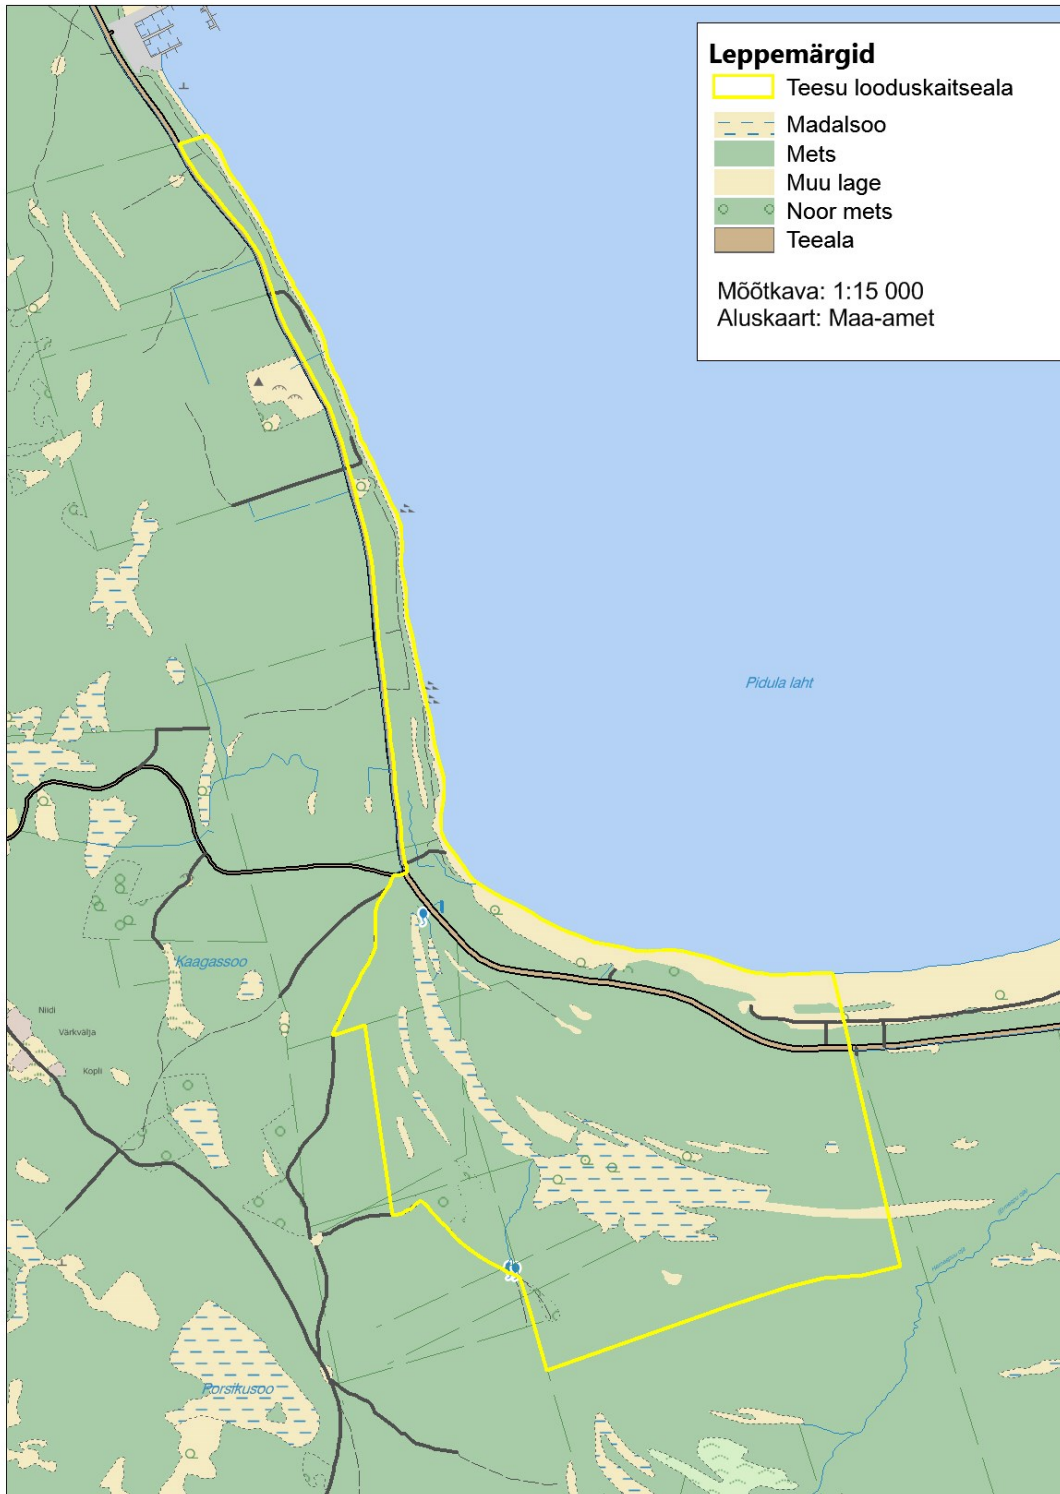 Leppemärgid
Teesu looduskaitseala
Madalsoo
Mets
Muu lage
Noor mets
Teeala
Mõõtkava: 1:15 000
Aluskaart: Maa-amet
Pidula laht
Kaagassoo
Niidi
Värkvälja
Kopli